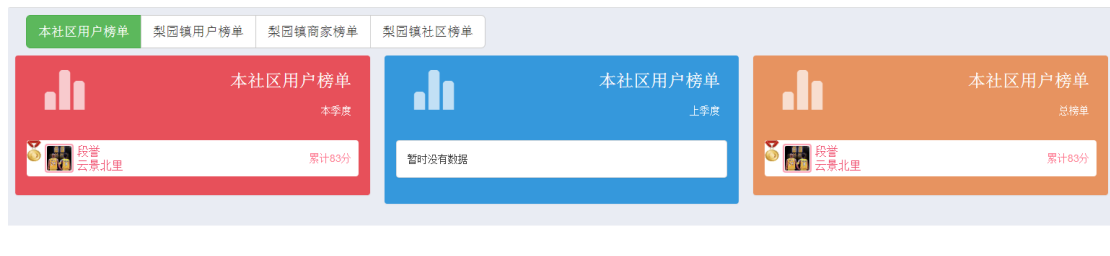 本社区用户榜单
梨园镇用户榜单
梨园镇商家榜单
梨园镇社区榜单
本社区用户榜单
本季度
段誉
云景北里
累计83分
本社区用户榜单
上季度
暂时没有数据
本社区用户榜单
总榜单
段誉
云景北里
累计83分